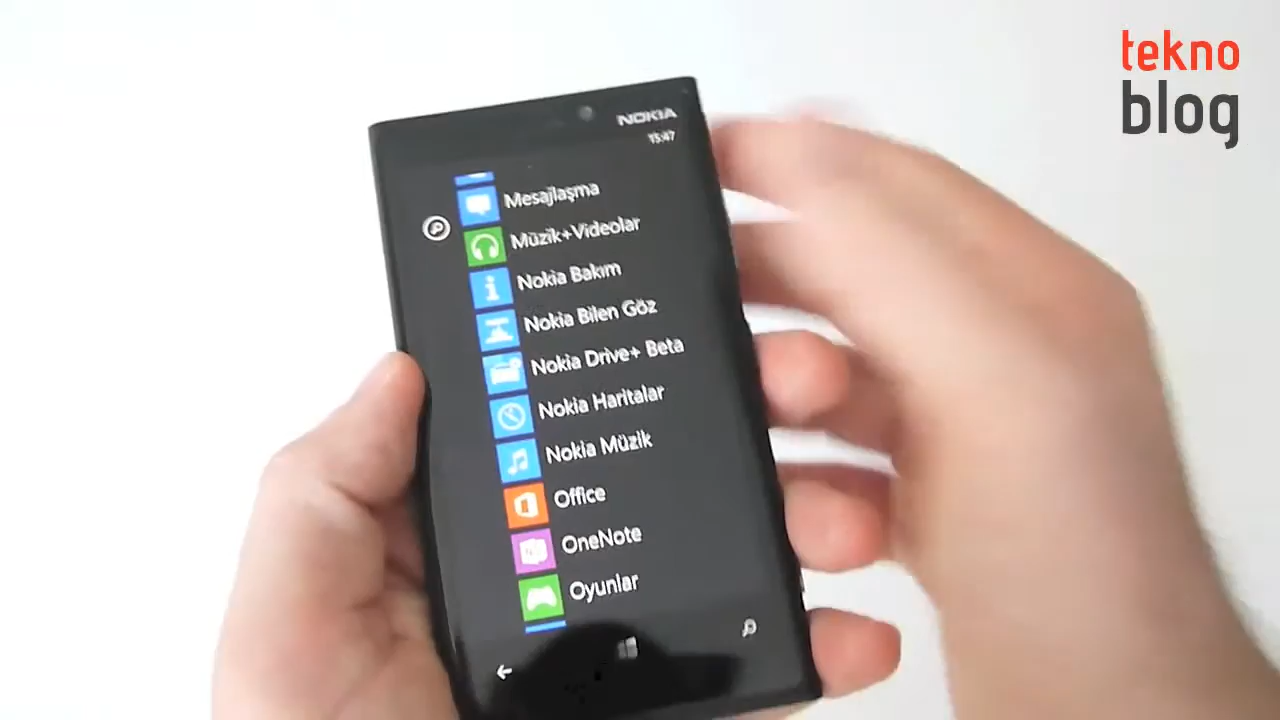 tekno
blog
NOKIA
15:47
Mesajlaşma
Müzik+Videolar
Nokia Bakım
Nokia Bilen Göz
Nokia Drive+ Beta
Nokia Haritalar
Nokia Müzik
Office
OneNote
Oyunlar